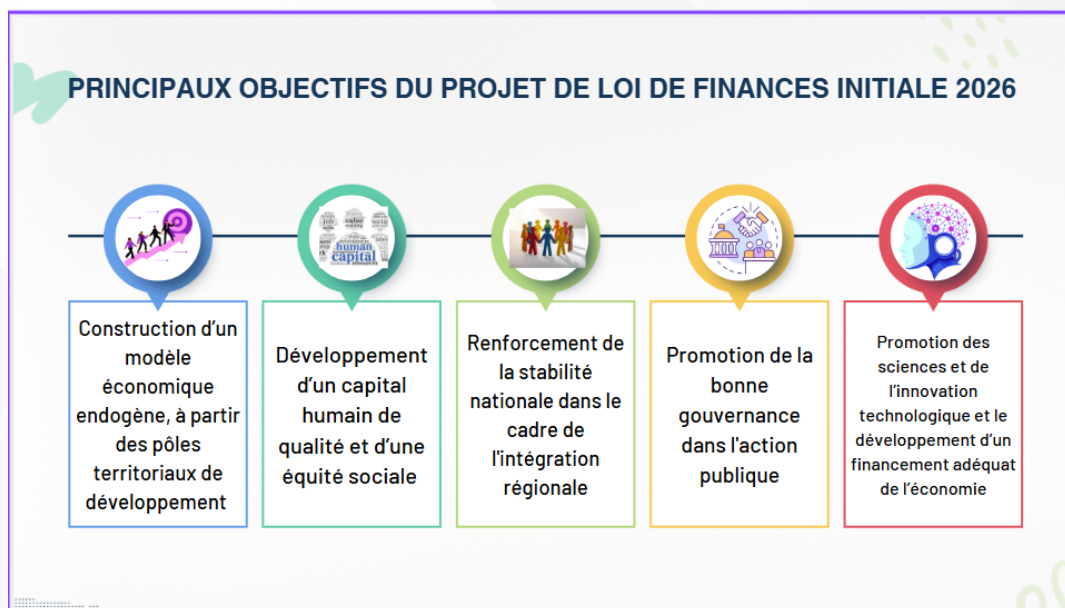 PRINCIPAUX OBJECTIFS DU PROJET DE LOI DE FINANCES INITIALE 2026
value
human
capital
Construction d’un
modèle
économique
endogène, à partir
des pôles
territoriaux de
développement
Développement
d’un capital
humain de
qualité et d’une
équité sociale
Renforcement de
la stabilité
nationale dans le
cadre de
l'intégration
régionale
Promotion de la
bonne
gouvernance
dans l'action
publique
Promotion des
sciences et de
l’innovation
technologique et le
développement d’un
financement adéquat
de l’économie